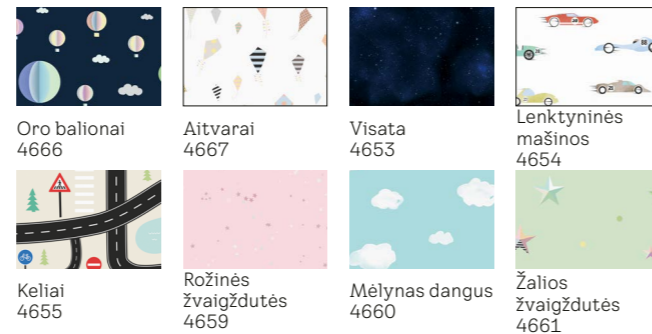 Oro balionai
4666
Aitvarai
4667
Visata
4653
Lenktyninės
mašinos
4654
Keliai
4655
Rožinės
žvaigždutės
4659
Mėlynas dangus
4660
Žalios
žvaigždutės
4661